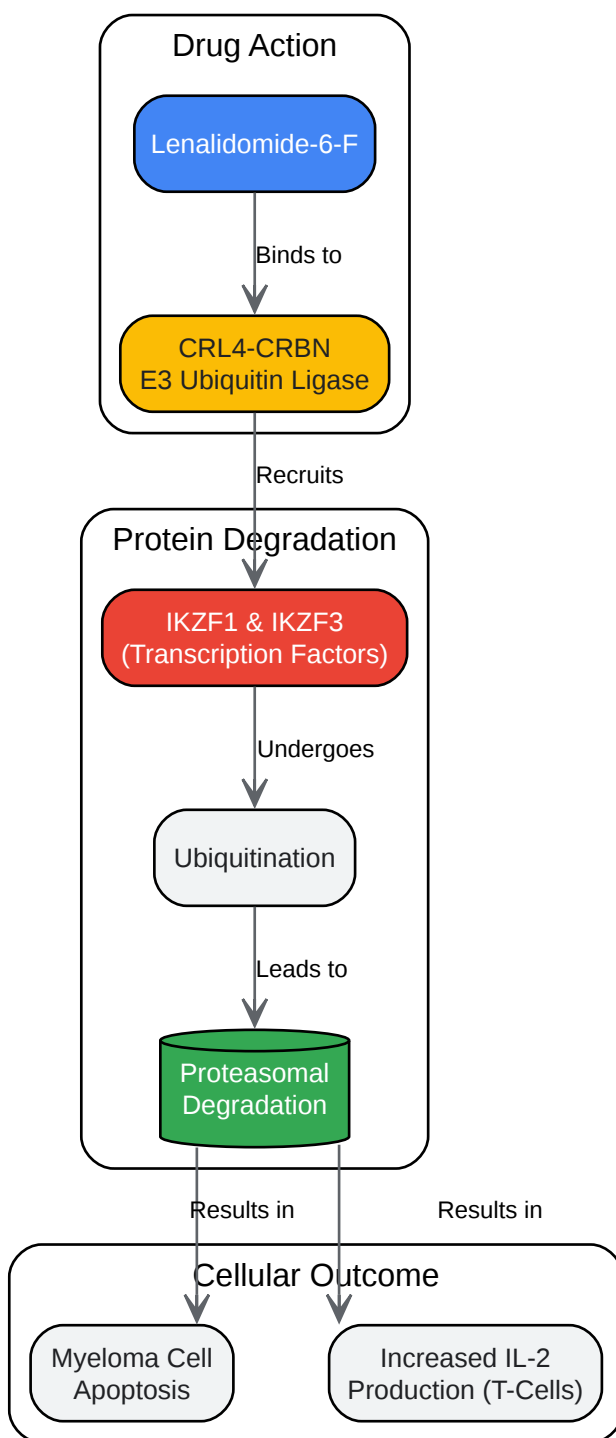 Drug Action
Lenalidomide-6-F
Binds to
CRL4-CRBN
E3 Ubiquitin Ligase
Recruits
Protein Degradation
IKZF1 & IKZF3
(Transcription Factors)
Undergoes
Ubiquitination
Leads to
Proteasomal
Degradation
Results in
Results in
Cellular Outcome
Myeloma Cell
Apoptosis
Increased IL-2
Production (T-Cells)